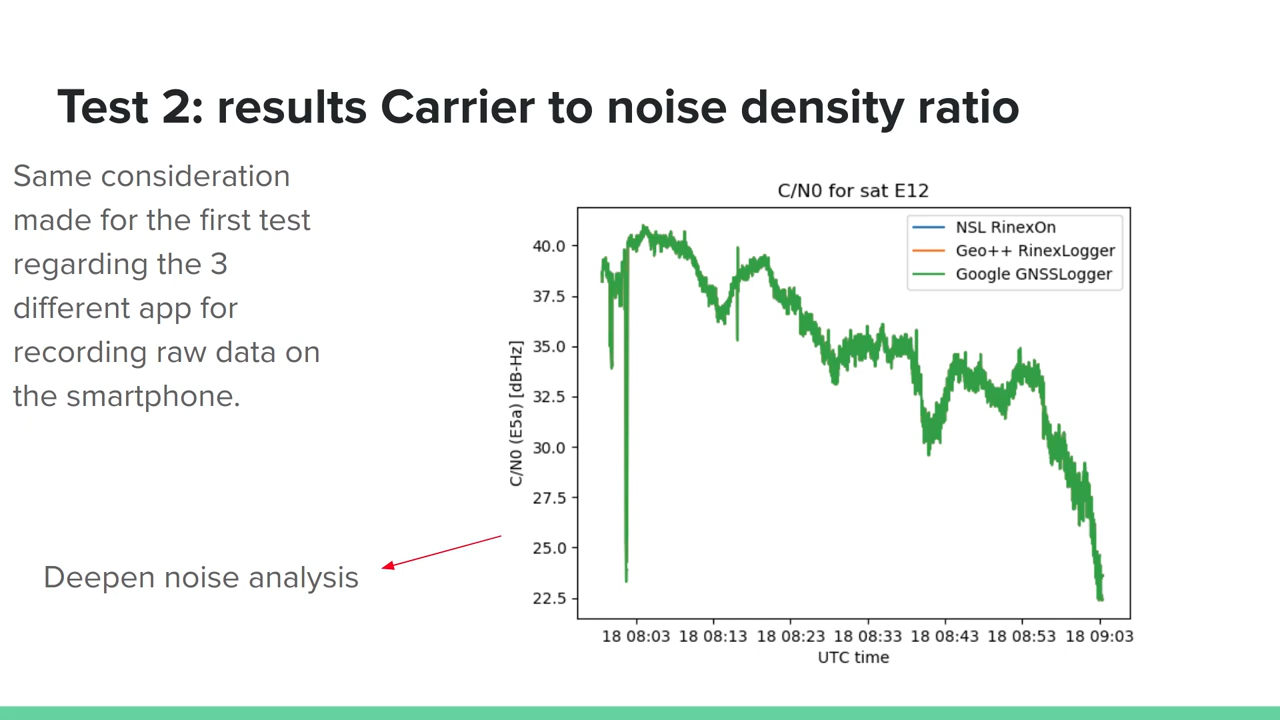 Test 2: results Carrier to noise density ratio
Same consideration
made for the first test
regarding the 3
different app for
recording raw data on
the smartphone.
Deepen noise analysis
C/N0 for sat E12
NSL RinexOn
Geo++ RinexLogger
Google GNSSLogger
C/N0 (E5a) [dB-Hz]
40.0
37.5
35.0
32.5
30.0
27.5
25.0
22.5
18 08:03 18 08:13 18 08:23 18 08:33 18 08:43 18 08:53 18 09:03
UTC time